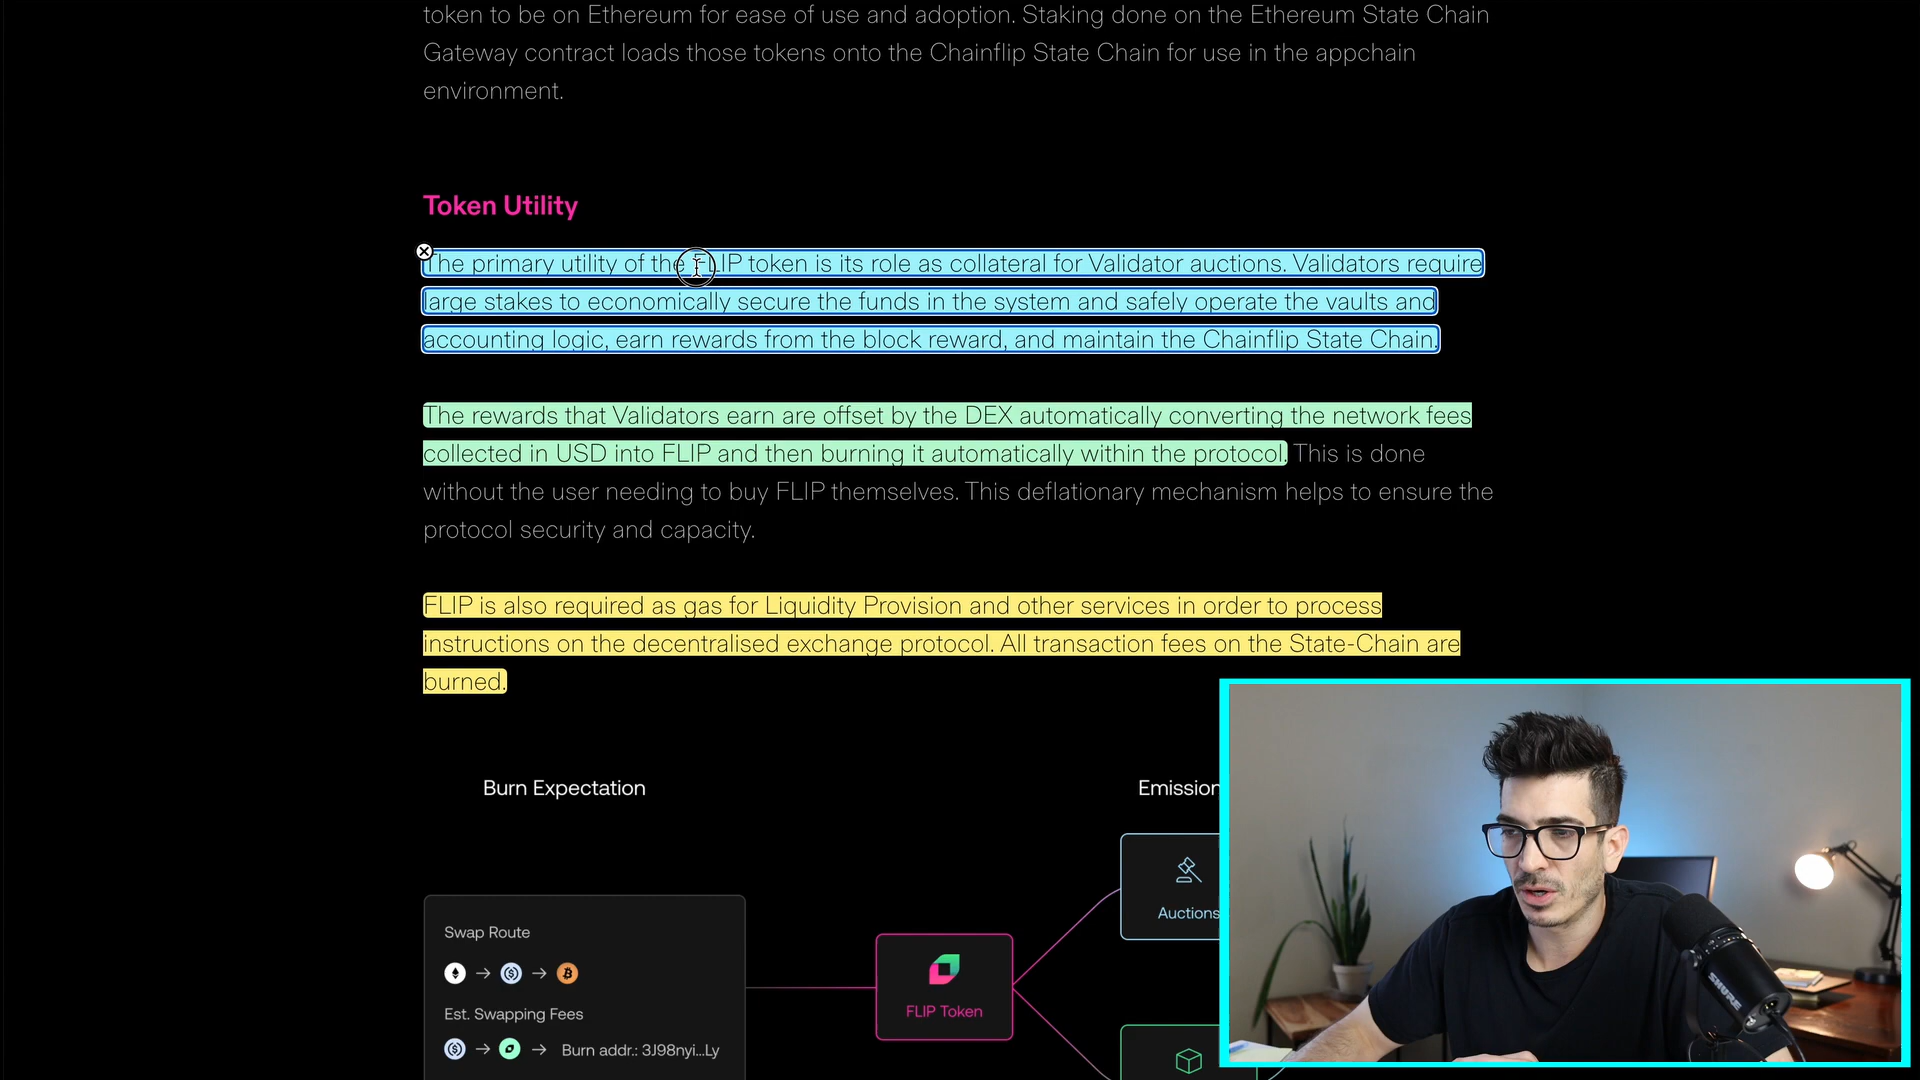 token to be on Ethereum for ease of use and adoption. Staking done on the Ethereum State Chain
Gateway contract loads those tokens onto the Chainflip State Chain for use in the appchain
environment.
Token Utility
The primary utility of the FLIP token is its role as collateral for Validator auctions. Validators require
large stakes to economically secure the funds in the system and safely operate the vaults and
accounting logic, earn rewards from the block reward, and maintain the Chainflip State Chain.
The rewards that Validators earn are offset by the DEX automatically converting the network fees
collected in USD into FLIP and then burning it automatically within the protocol. This is done
without the user needing to buy FLIP themselves. This deflationary mechanism helps to ensure the
protocol security and capacity.
FLIP is also required as gas for Liquidity Provision and other services in order to process
instructions on the decentralised exchange protocol. All transaction fees on the State-Chain are
burned.
Burn Expectation
Emission
Auctions
Swap Route
Est. Swapping Fees
Burn addr.: 3J98nyi...Ly
FLIP Token
SHURE